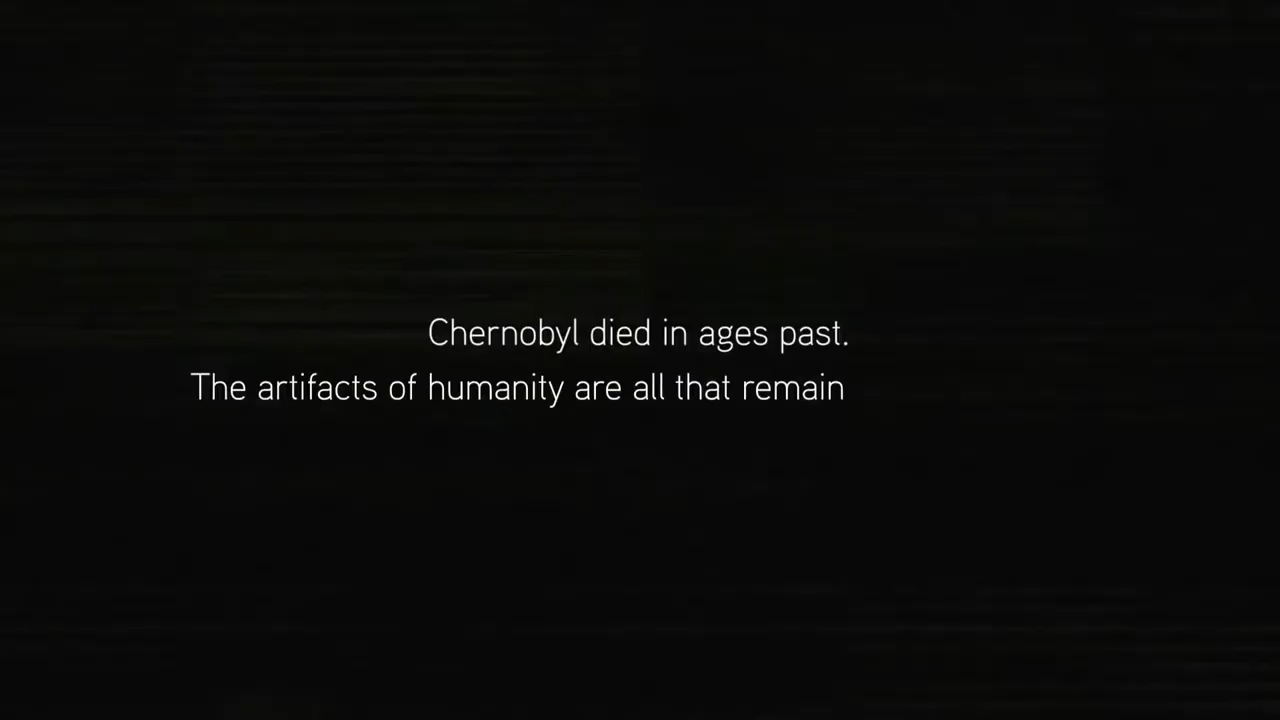 Chernobyl died in ages past.
The artifacts of humanity are all that remain